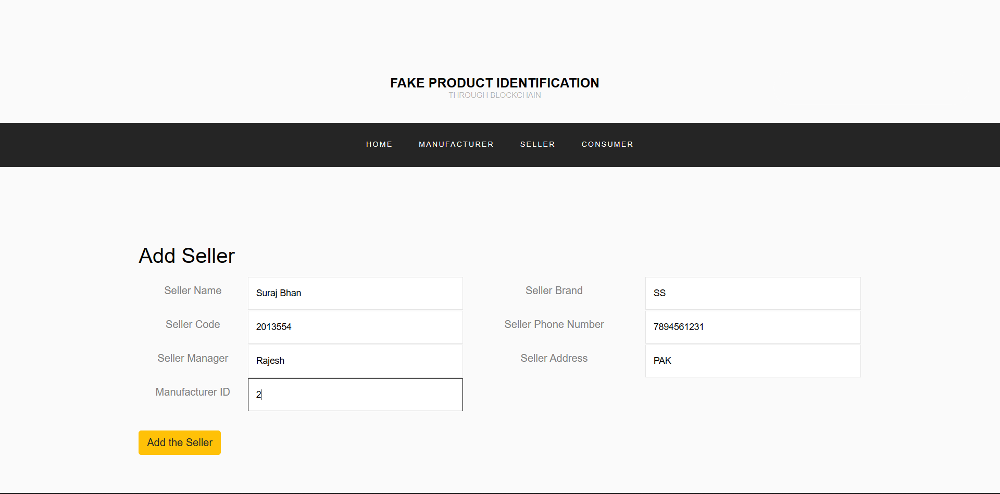 FAKE PRODUCT IDENTIFICATION
THROUGH BLOCKCHAIN
HOME MANUFACTURER SELLER CONSUMER
Add Seller
Seller Name Suraj Bhan Seller Brand SS
Seller Code 2013554 Seller Phone Number 7894561231
Seller Manager Rajesh Seller Address PAK
Manufacturer ID 2
Add the Seller